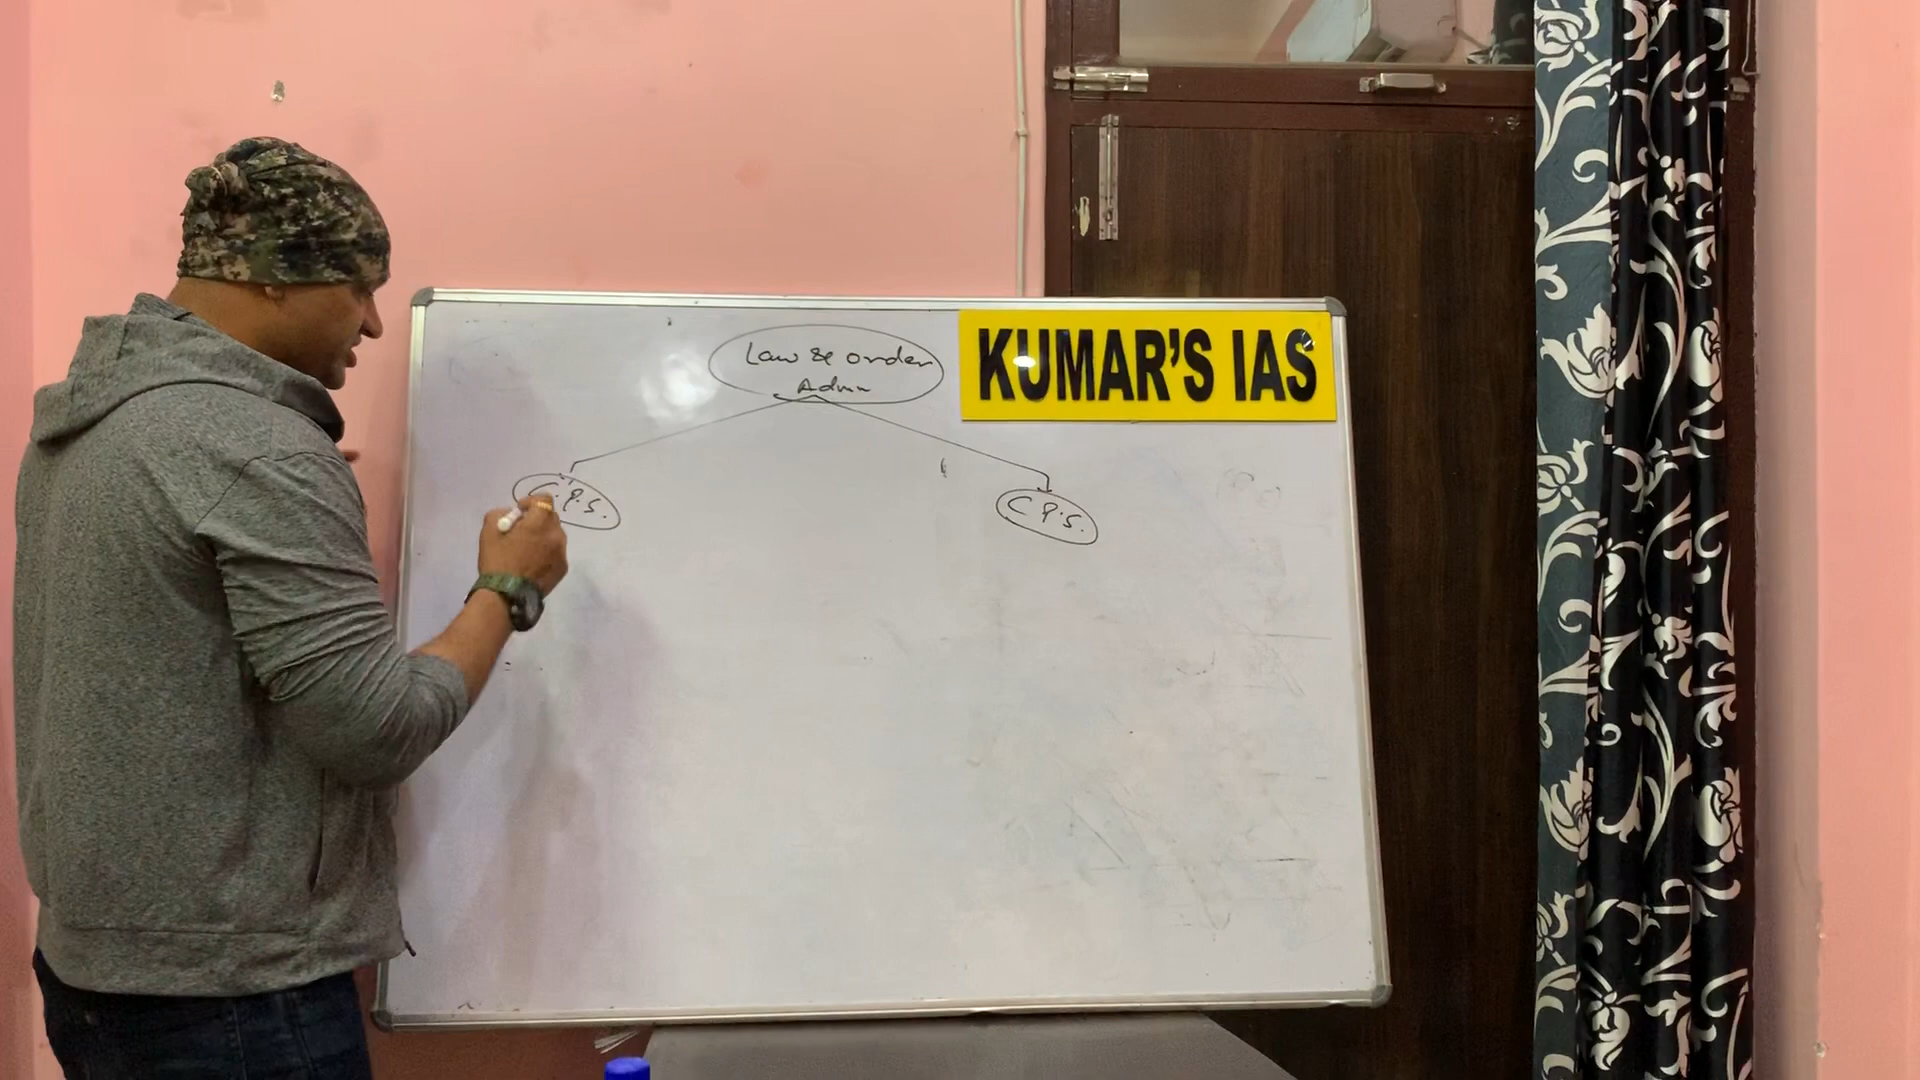 Law & order
Admn
KUMAR'S IAS
C.P.S.
C P.S.